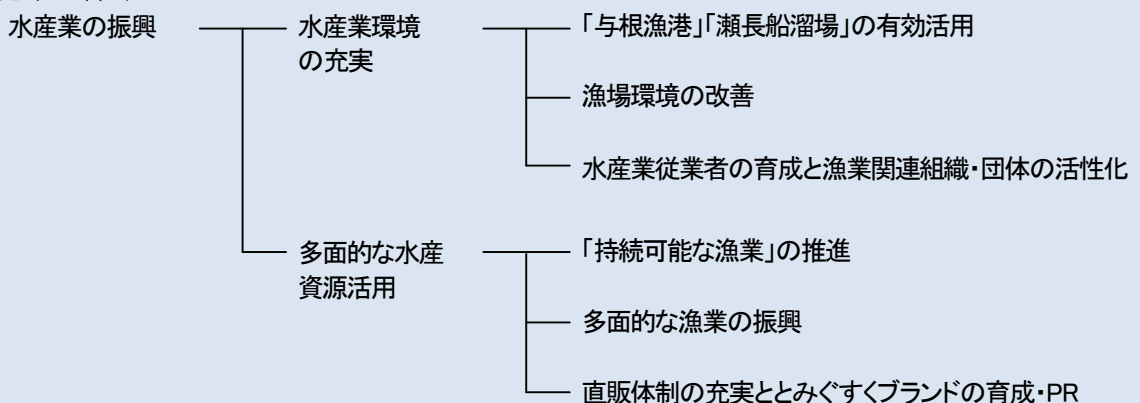 水産業の振興
水産業環境
の充実
「与根漁港」「瀬長船溜場」の有効活用
漁場環境の改善
水産業従業者の育成と漁業関連組織・団体の活性化
多面的な水産
資源活用
「持続可能な漁業」の推進
多面的な漁業の振興
直販体制の充実ととみぐすくブランドの育成・PR